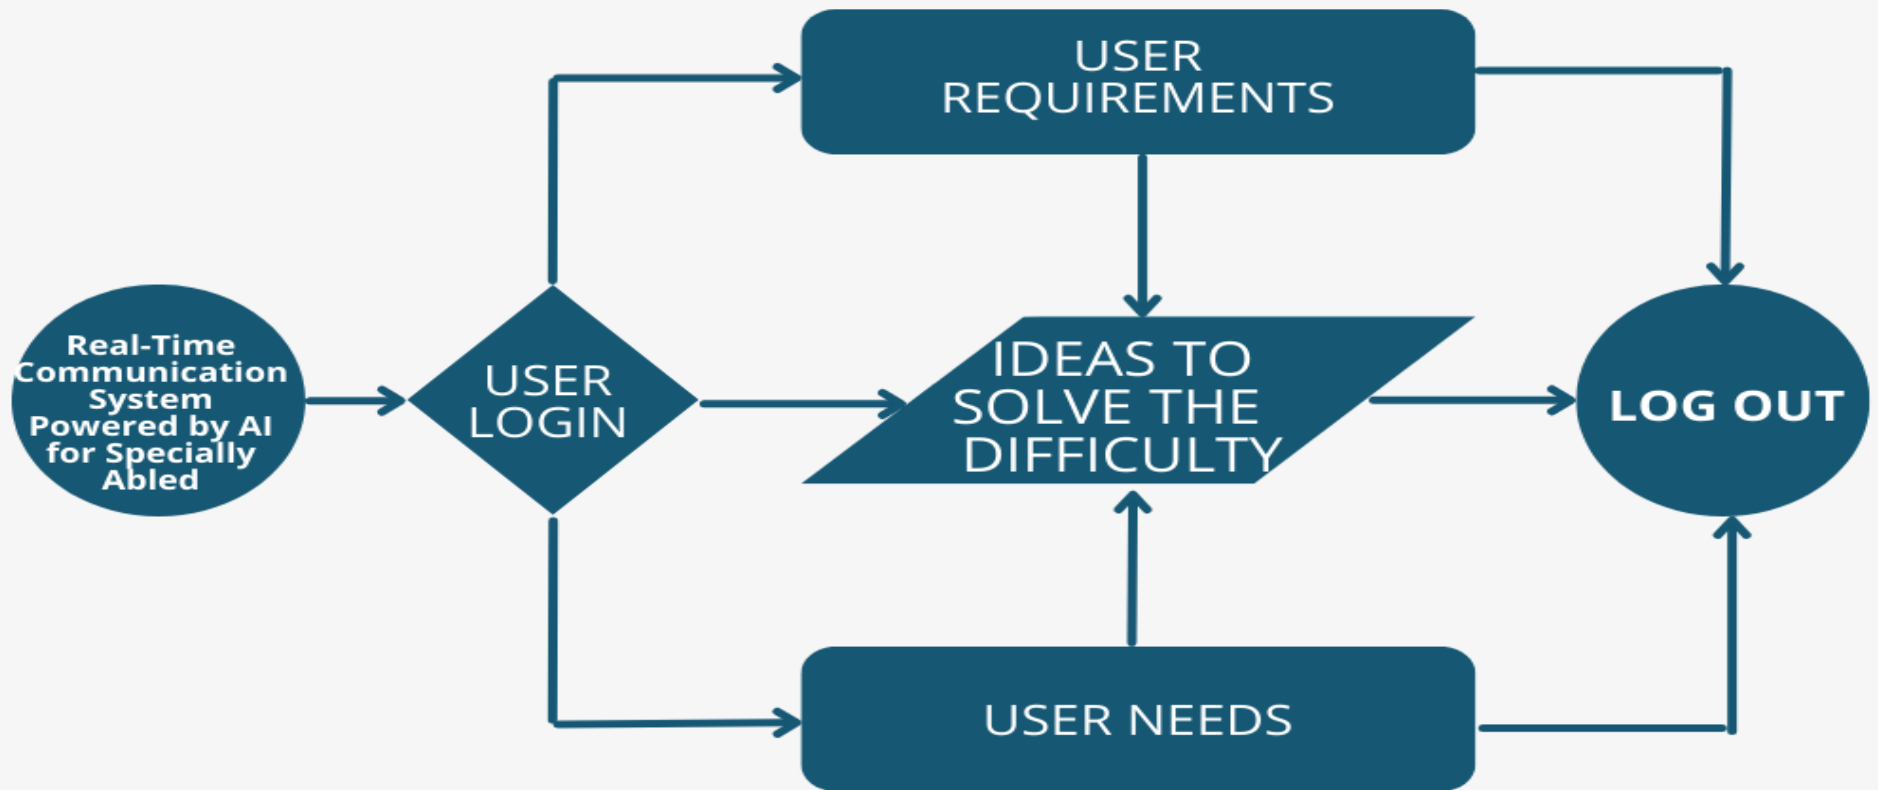 USER
REQUIREMENTS
Real-Time
Communication
System
Powered by AI
for Specially
Abled
USER
LOGIN
IDEAS TO
SOLVE THE
DIFFICULTY
LOG OUT
USER NEEDS